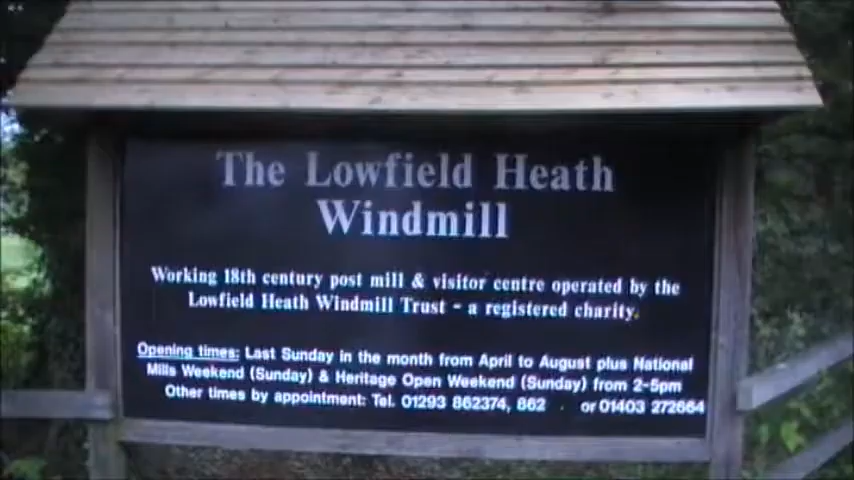 The Lowfield Heath
Windmill
Working 18th century post mill & visitor centre operated by the
Lowfield Heath Windmill Trust - a registered charity.
Opening times: Last Sunday in the month from April to August plus National
Mills Weekend (Sunday) & Heritage Open Weekend (Sunday) from 2-5pm
Other times by appointment: Tel. 01293 862374, 862 or 01403 272664